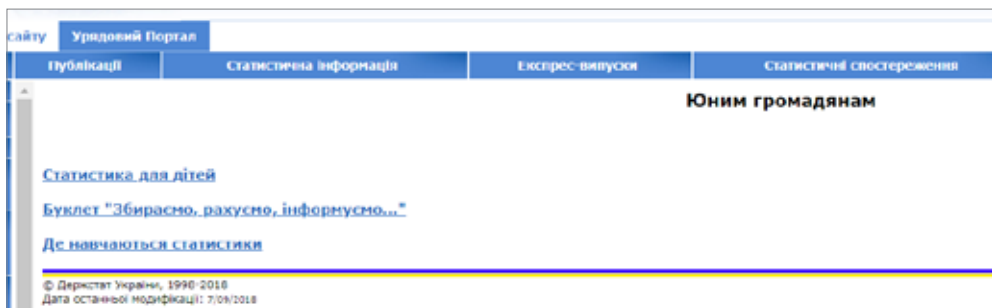 сайту Урядовий Портал
Публікації Статистична інформація Експрес-випуски Статистичні спостереження
Юним громадянам
Статистика для дітей
Буклет "Збираємо, рахуємо, інформуємо..."
Де навчаються статистики
© Держстат України, 1998-2018
Дата останньої модифікації: 7/09/2018